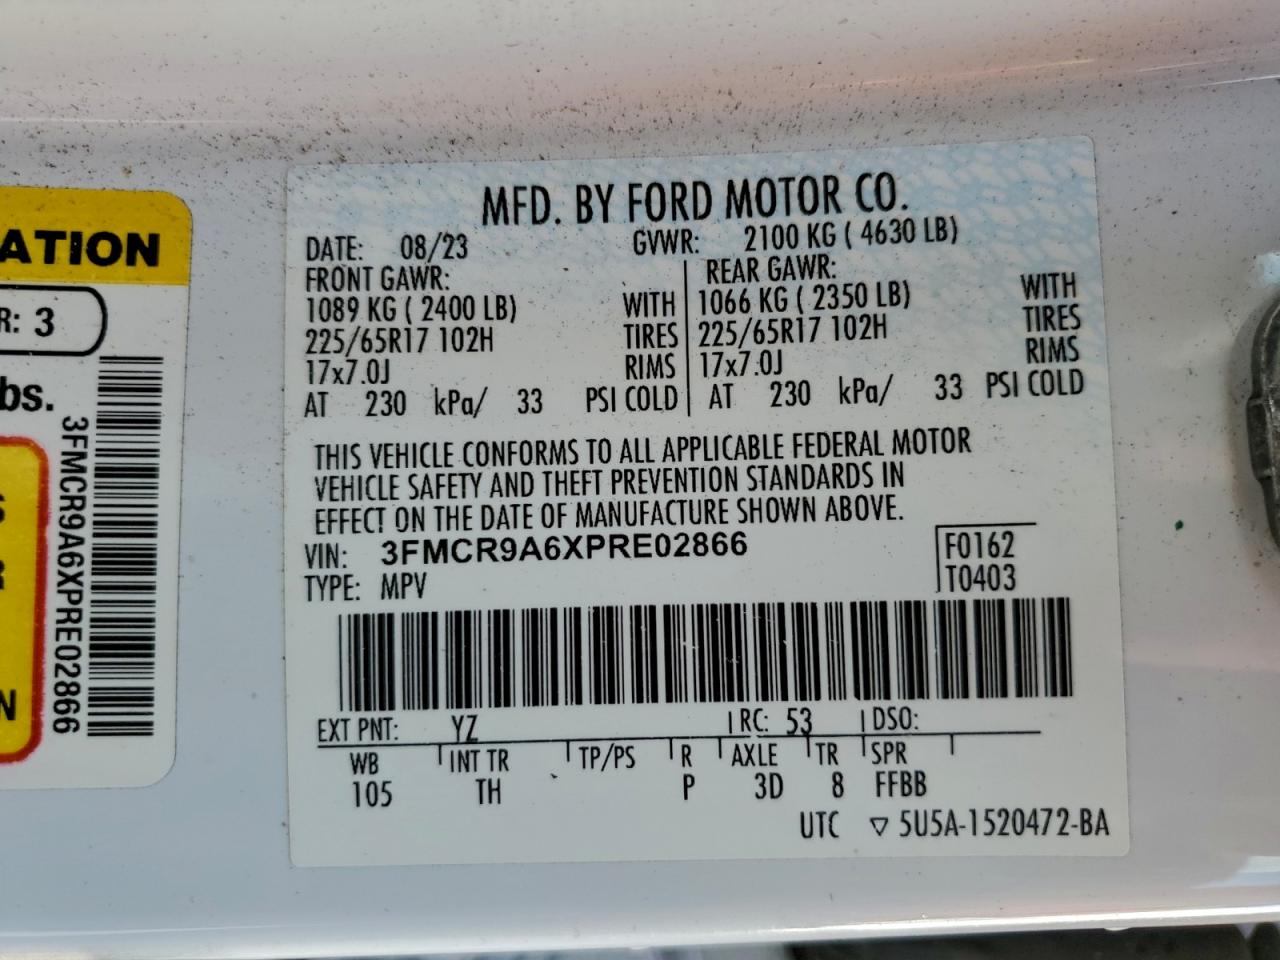 MFD. BY FORD MOTOR CO.
DATE: 08/23 GVWR: 2100 KG ( 4630 LB)
FRONT GAWR: REAR GAWR:
1089 KG ( 2400 LB) WITH 1066 KG ( 2350 LB) WITH
225/65R17 102H TIRES 225/65R17 102H TIRES
17x7.0J RIMS 17x7.0J RIMS
AT 230 kPa/ 33 PSI COLD AT 230 kPa/ 33 PSI COLD
THIS VEHICLE CONFORMS TO ALL APPLICABLE FEDERAL MOTOR
VEHICLE SAFETY AND THEFT PREVENTION STANDARDS IN
EFFECT ON THE DATE OF MANUFACTURE SHOWN ABOVE.
VIN: 3FMCR9A6XPRE02866 F0162
TYPE: MPV T0403
EXT PNT: YZ RC: 53 DSO:
WB INT TR TP/PS R AXLE TR SPR
105 TH P 3D 8 FFBB
UTC ▽ 5U5A-1520472-BA
ATION
R: 3
bs.
3FMCR9A6XPRE02866
S
R
N